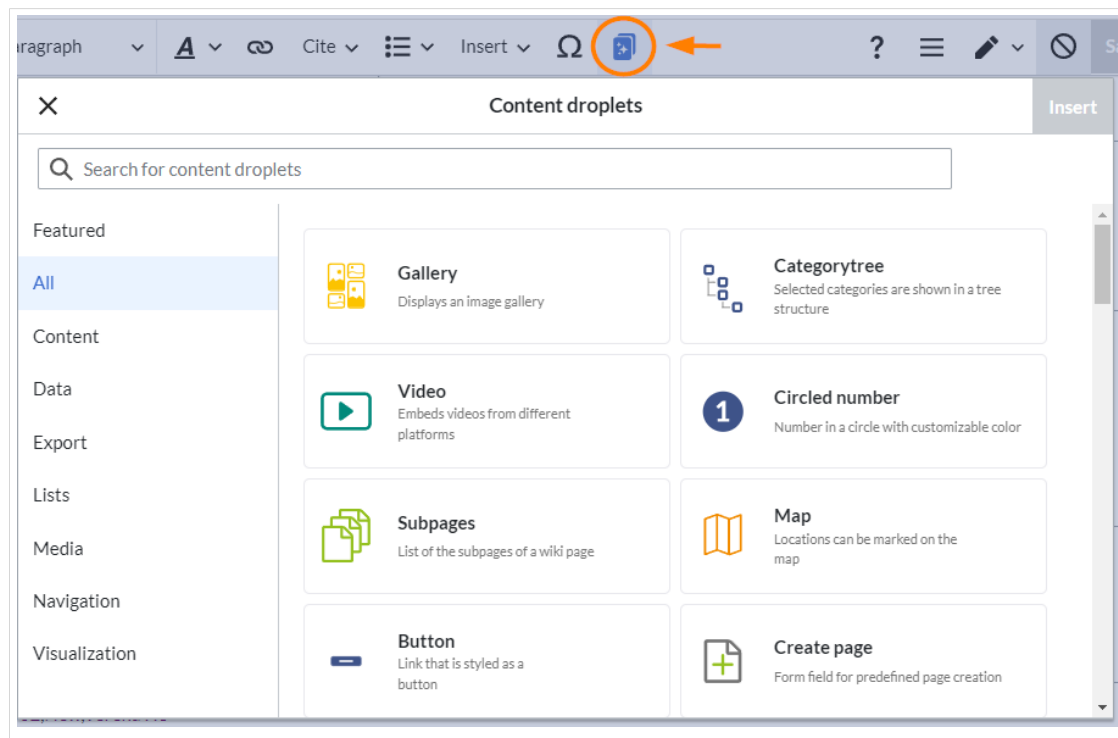 aragraph
A
Cite
Insert
Ω
?
Content droplets
Insert
Search for content droplets
Featured
All
Content
Data
Export
Lists
Media
Navigation
Visualization
Gallery
Displays an image gallery
Categorytree
Selected categories are shown in a tree
structure
Video
Embeds videos from different
platforms
1
Circled number
Number in a circle with customizable color
Subpages
List of the subpages of a wiki page
Map
Locations can be marked on the
map
Button
Link that is styled as a
button
Create page
Form field for predefined page creation